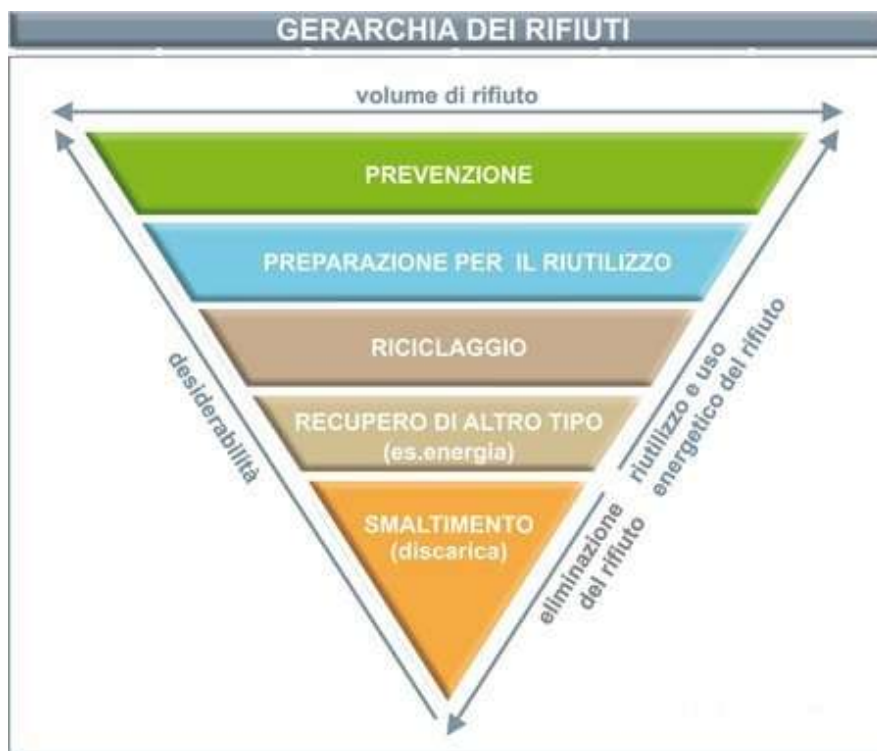 GERARCHIA DEI RIFIUTI
volume di rifiuto
PREVENZIONE
PREPARAZIONE PER IL RIUTILIZZO
RICICLAGGIO
RECUPERO DI ALTRO TIPO
(es.energia)
SMALTIMENTO
(discarica)
desiderabilità
riutilizzo e uso
energetico del rifiuto
eliminazione
del rifiuto